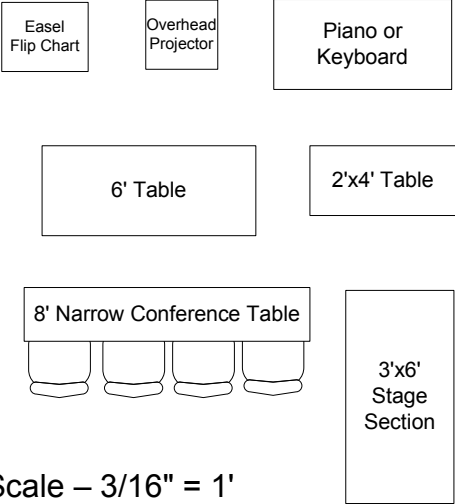 Easel
Flip Chart
Overhead
Projector
Piano or
Keyboard
6' Table
2'x4' Table
8' Narrow Conference Table
3'x6'
Stage
Section
Scale – 3/16" = 1'